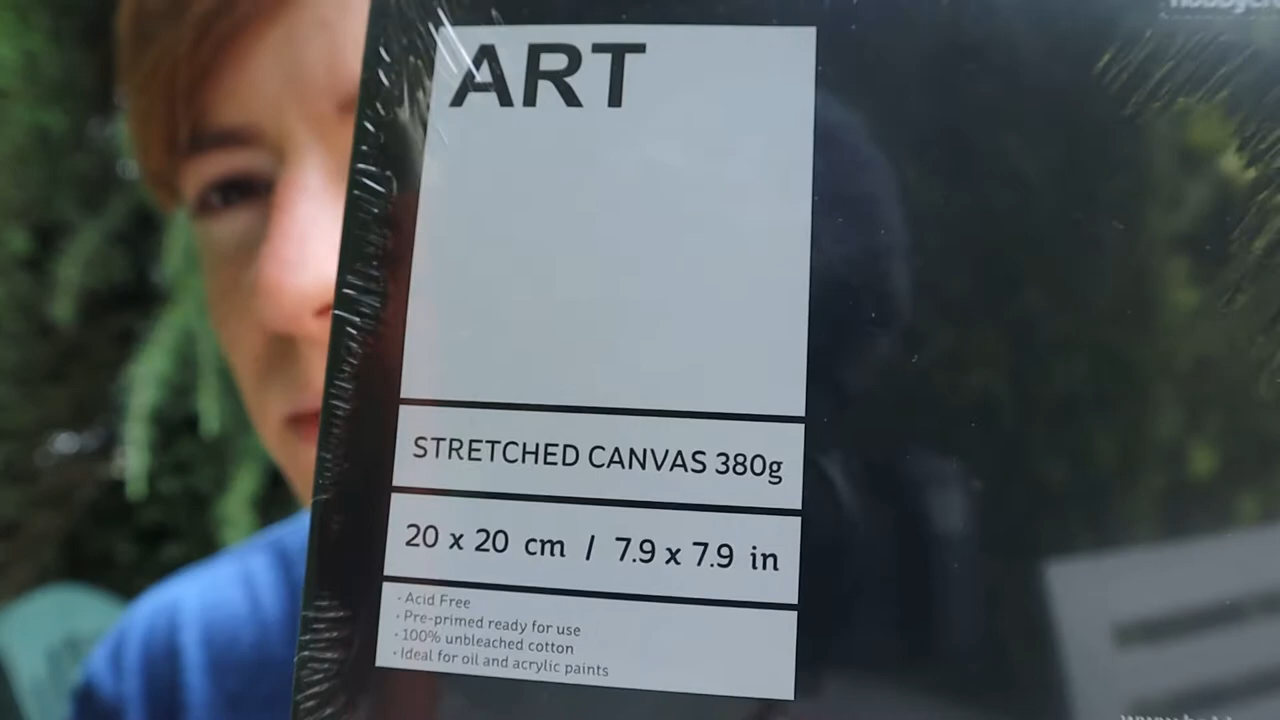 ART
STRETCHED CANVAS 380g
20 x 20 cm / 7.9 x 7.9 in
· Acid Free
· Pre-primed ready for use
· 100% unbleached cotton
· Ideal for oil and acrylic paints